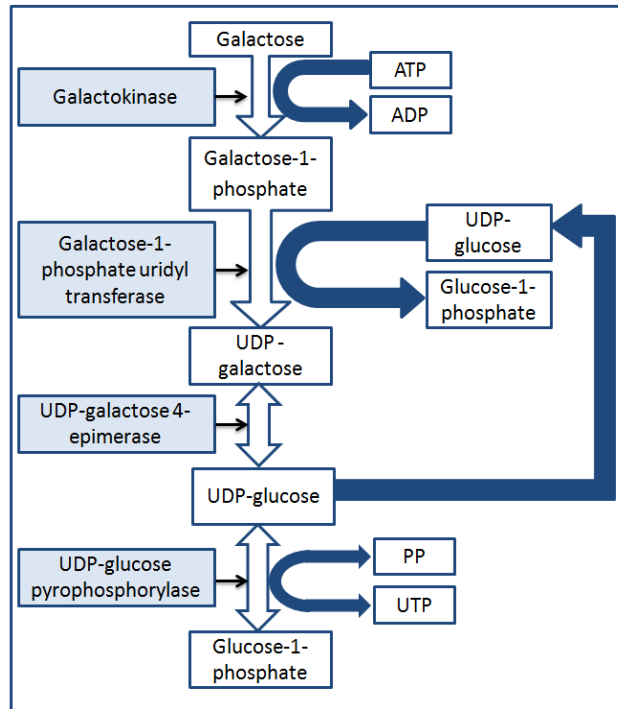 Galactose
ATP
Galactokinase
ADP
Galactose-1-
phosphate
UDP-
glucose
Galactose-1-
phosphate uridyl
transferase
Glucose-1-
phosphate
UDP-
galactose
UDP-galactose 4-
epimerase
UDP-glucose
UDP-glucose
pyrophosphorylase
PP
UTP
Glucose-1-
phosphate